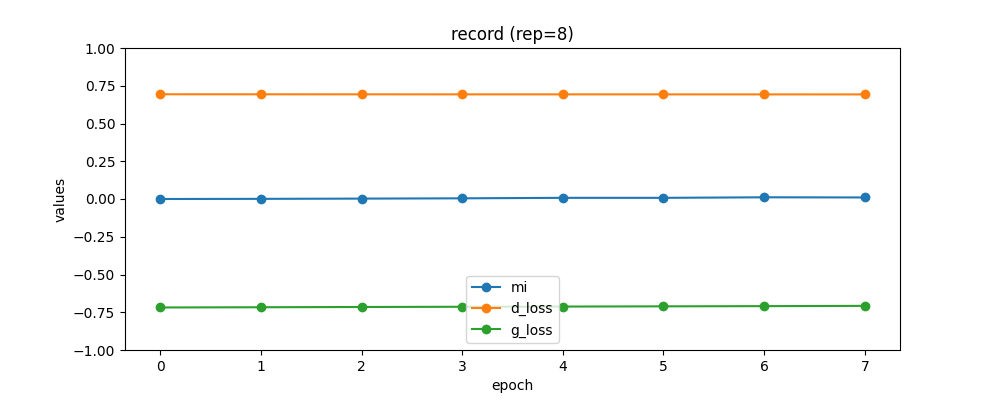 record (rep=8)
1.00
0.75
0.50
0.25
0.00
−0.25
−0.50
−0.75
−1.00
values
mi
d_loss
g_loss
0 1 2 3 4 5 6 7
epoch